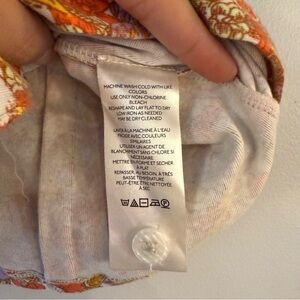 MACHINE WASH COLD WITH LIKE
COLORS
USE ONLY NON-CHLORINE
BLEACH
RESHAPE AND LAY FLAT TO DRY
LOW IRON AS NEEDED
MAY BE DRY CLEANED
LAVER À LA MACHINE À L'EAU
FROIDE AVEC COULEURS
SIMILAIRES
UTILISER UN AGENT DE
BLANCHIMENT SANS CHLORE SI
NÉCESSAIRE
METTRE EN FORME ET SÉCHER
À PLAT
REPASSER, AU BESOIN, À TRÈS
BASSE TEMPERATURE
PEUT-ÊTRE ÊTRE NETTOYÉE
À SEC